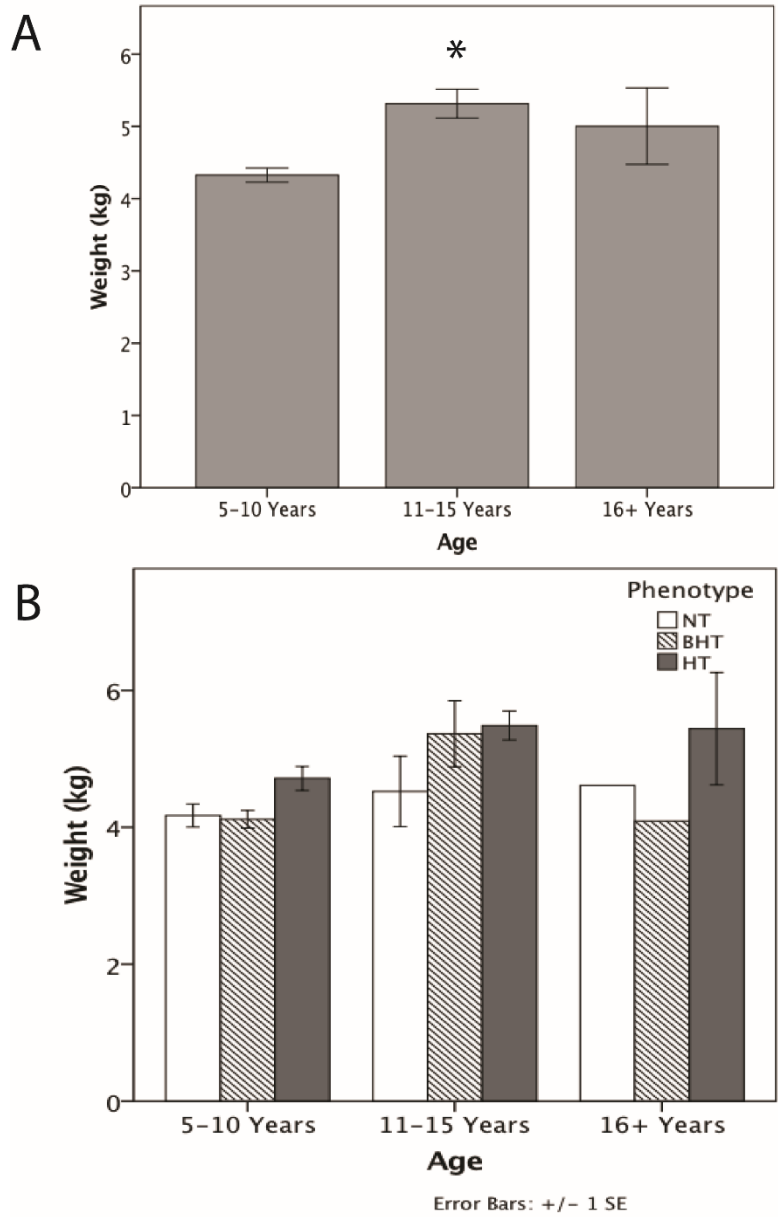 A
6
5
4
3
2
1
0
Weight (kg)
*
5-10 Years 11-15 Years 16+ Years
Age
B
Phenotype
NT
BHT
HT
6
4
2
0
Weight (kg)
5-10 Years 11-15 Years 16+ Years
Age
Error Bars: +/- 1 SE